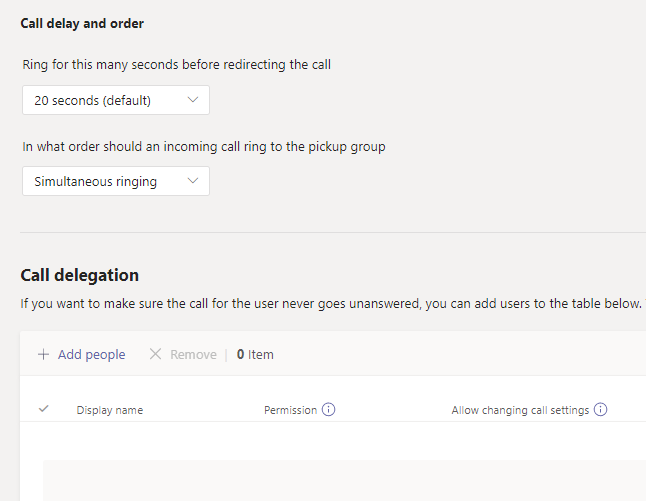 Call delay and order
Ring for this many seconds before redirecting the call
20 seconds (default)
In what order should an incoming call ring to the pickup group
Simultaneous ringing
Call delegation
If you want to make sure the call for the user never goes unanswered, you can add users to the table below.
Add people Remove 0 Item
Display name Permission Allow changing call settings